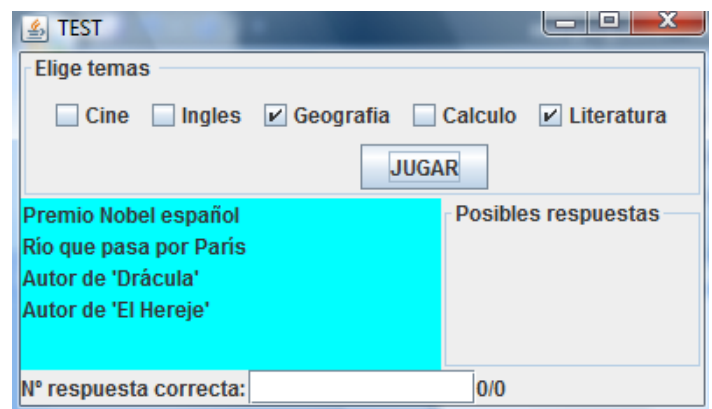 TEST
Elige temas
Cine Ingles Geografia Calculo Literatura
JUGAR
Premio Nobel español
Río que pasa por París
Autor de 'Drácula'
Autor de 'El Hereje'
Posibles respuestas
Nº respuesta correcta: 0/0